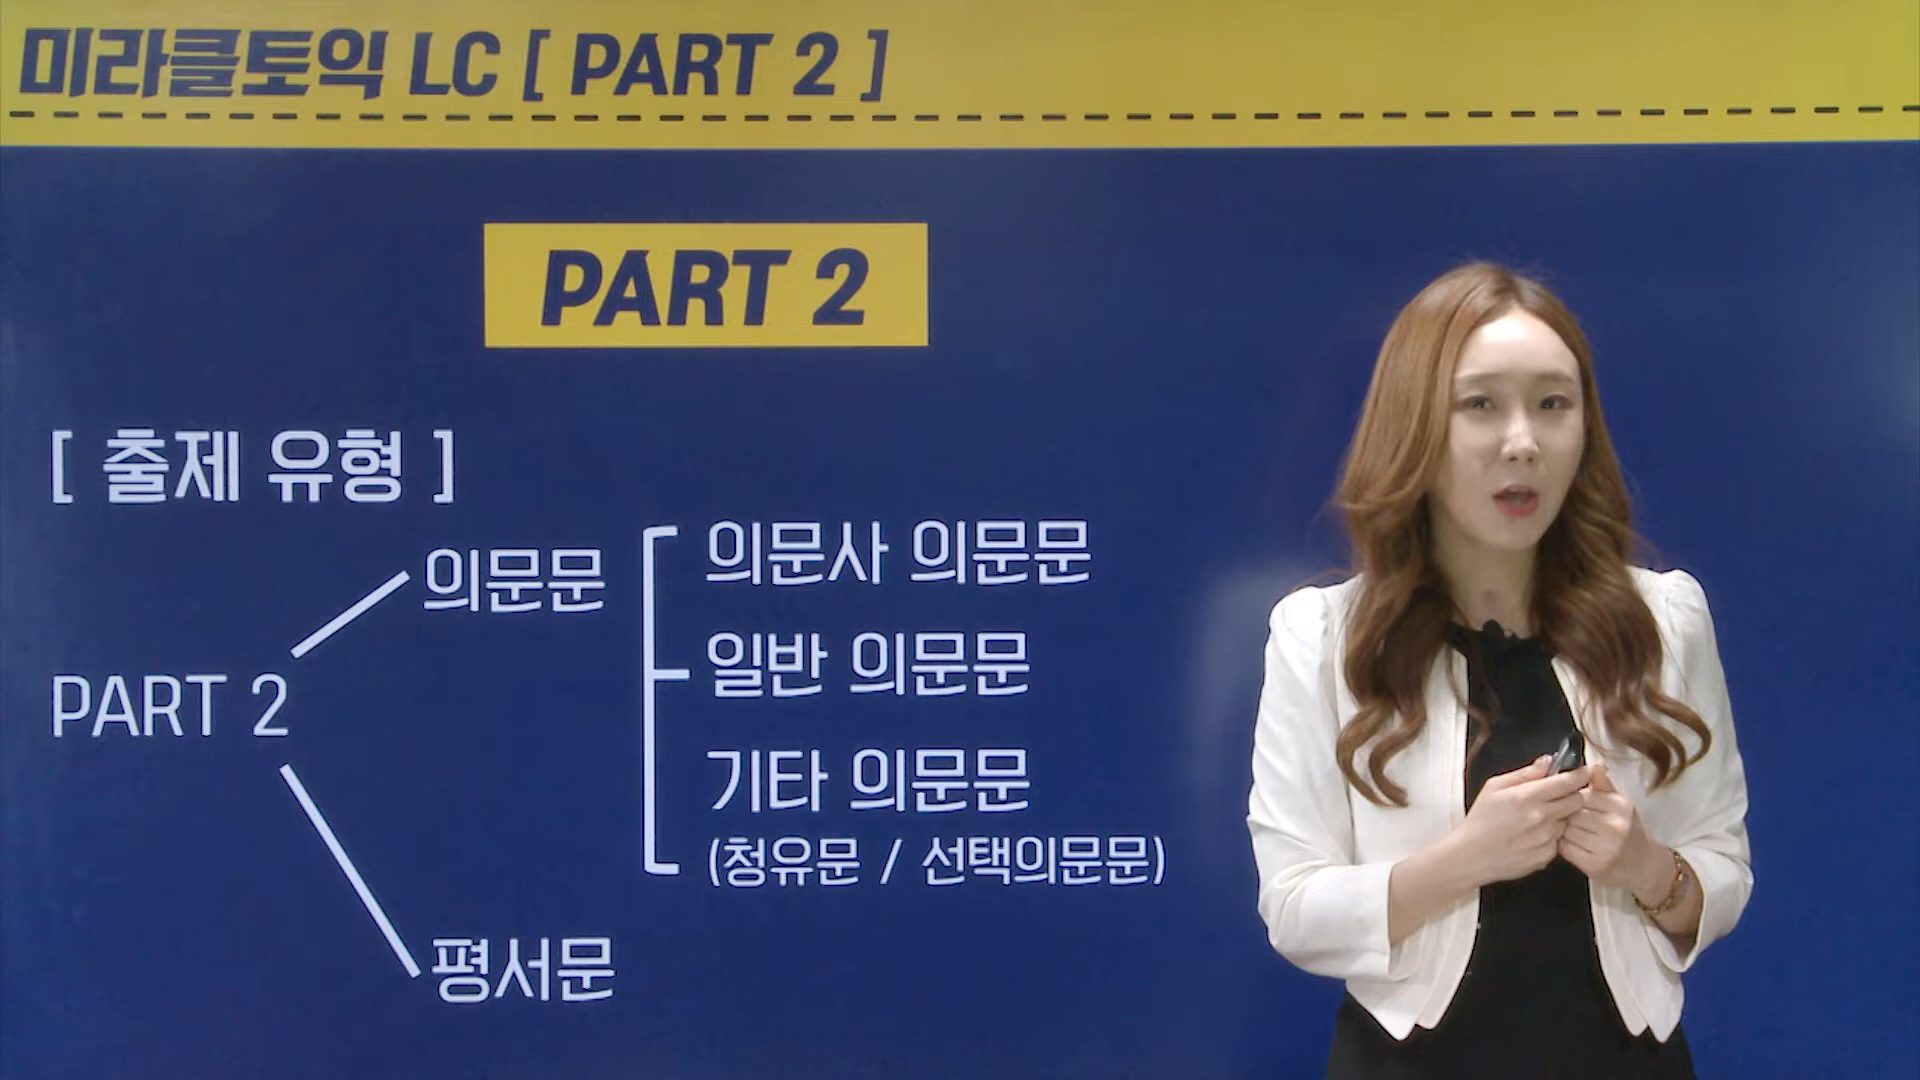 미라클토익 LC [ PART 2 ]
PART 2
[ 출제 유형 ]
PART 2
의문문
의문사 의문문
일반 의문문
기타 의문문
(청유문 / 선택의문문)
평서문